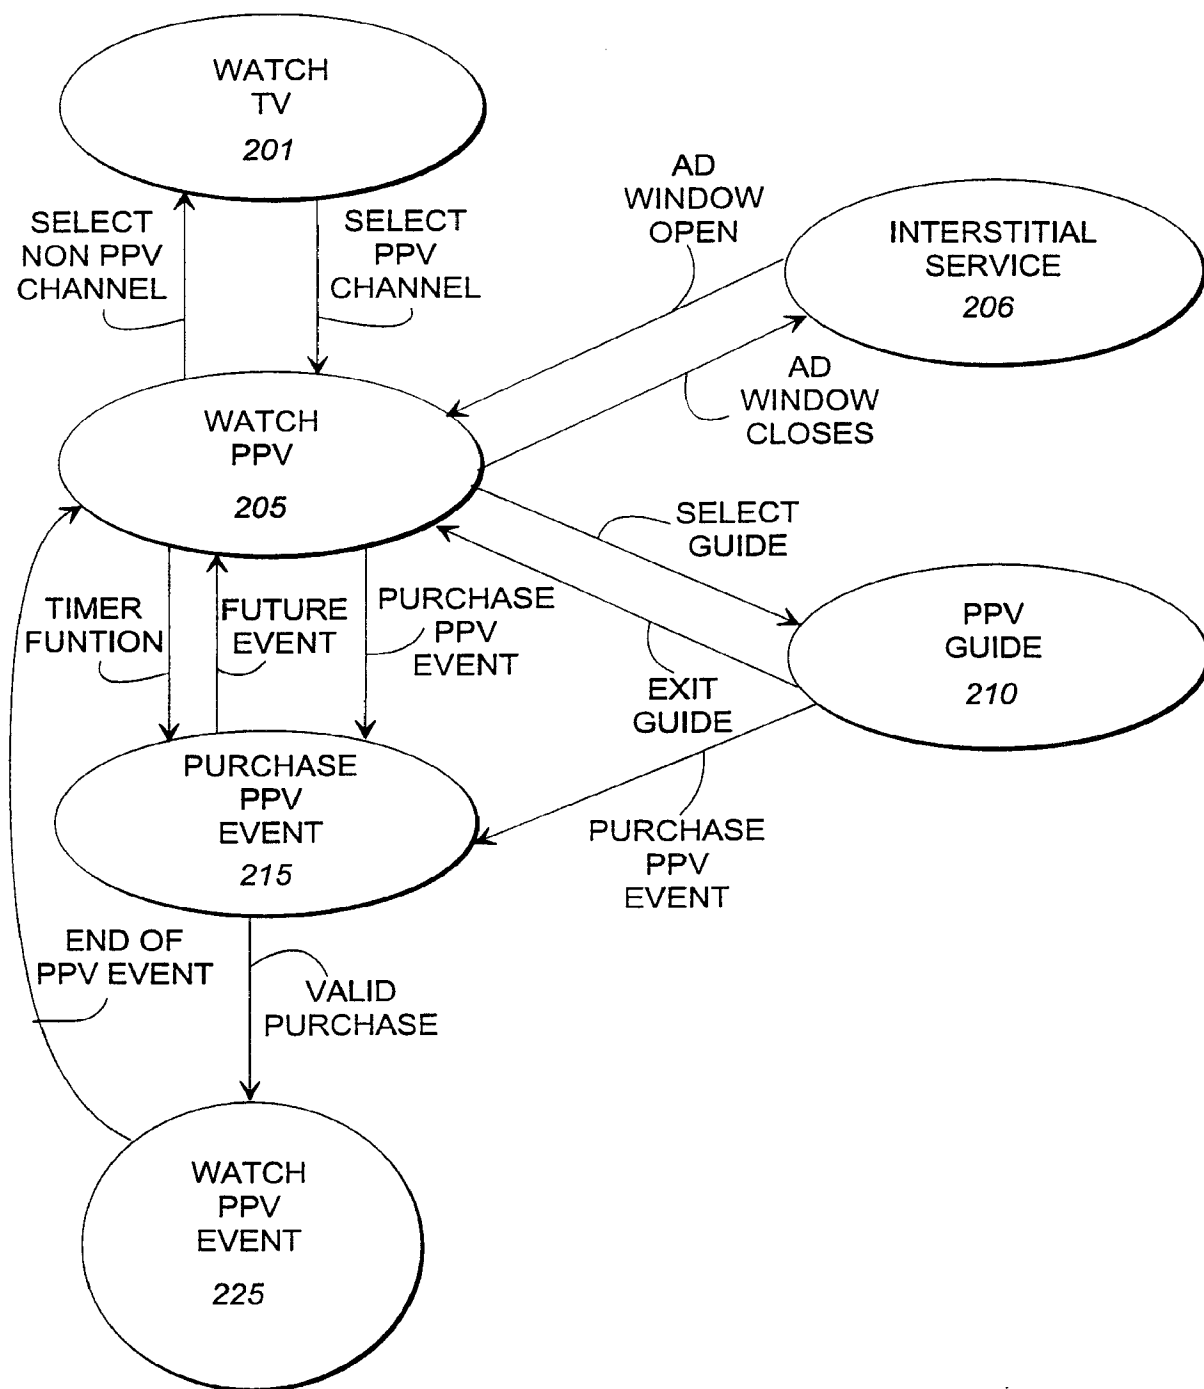 WATCH
TV
201
SELECT
NON PPV
CHANNEL
SELECT
PPV
CHANNEL
AD
WINDOW
OPEN
INTERSTITIAL
SERVICE
206
AD
WINDOW
CLOSES
WATCH
PPV
205
SELECT
GUIDE
TIMER
FUNTION
FUTURE
EVENT
PURCHASE
PPV
EVENT
EXIT
GUIDE
PPV
GUIDE
210
PURCHASE
PPV
EVENT
215
PURCHASE
PPV
EVENT
END OF
PPV EVENT
VALID
PURCHASE
WATCH
PPV
EVENT
225